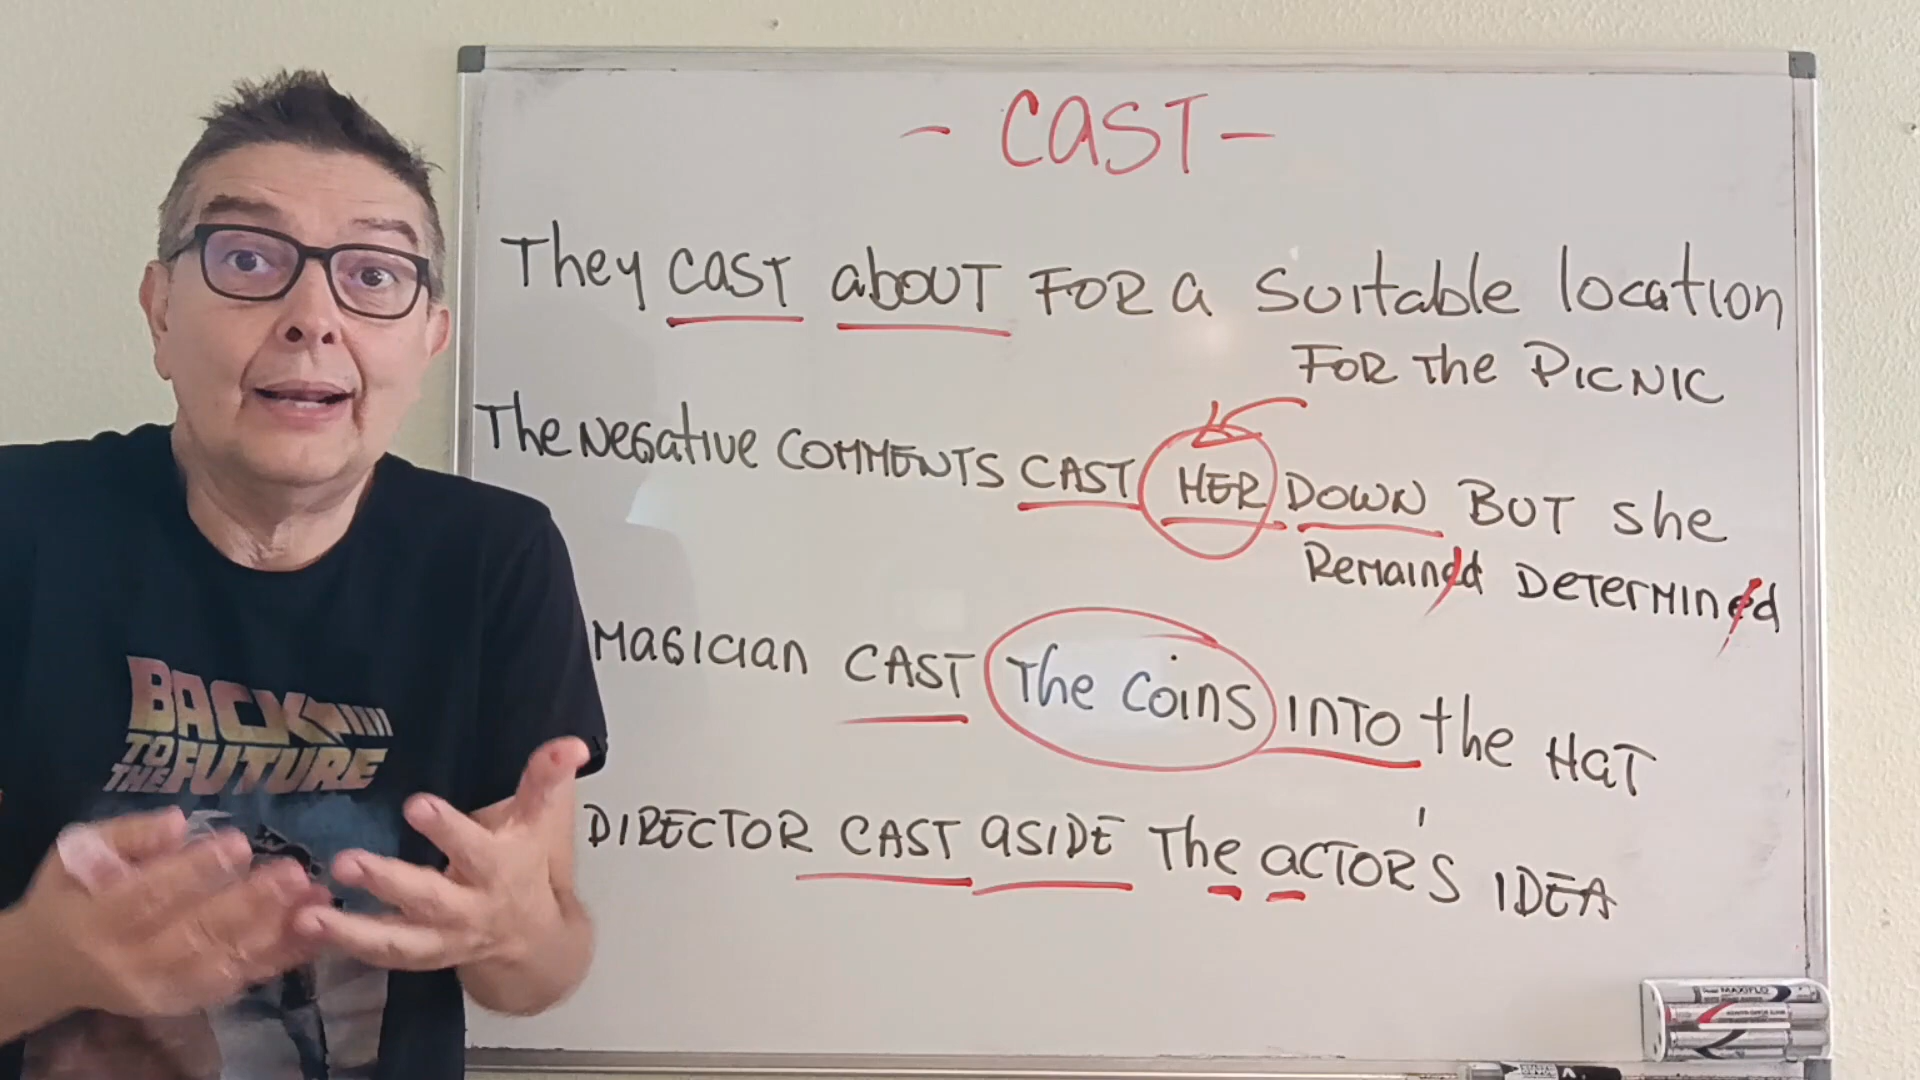 - CAST -
They CAST about FOR a suitable location
FOR the PICNIC
The Negative COMMENTS CAST HER DOWN BUT she
Remained DETERMINed
MAGICIAN CAST The Coins INTO the HAT
DIRECTOR CAST ASIDE The ACTOR'S IDEA
BACK
TO THE FUTURE
MAXIFLO